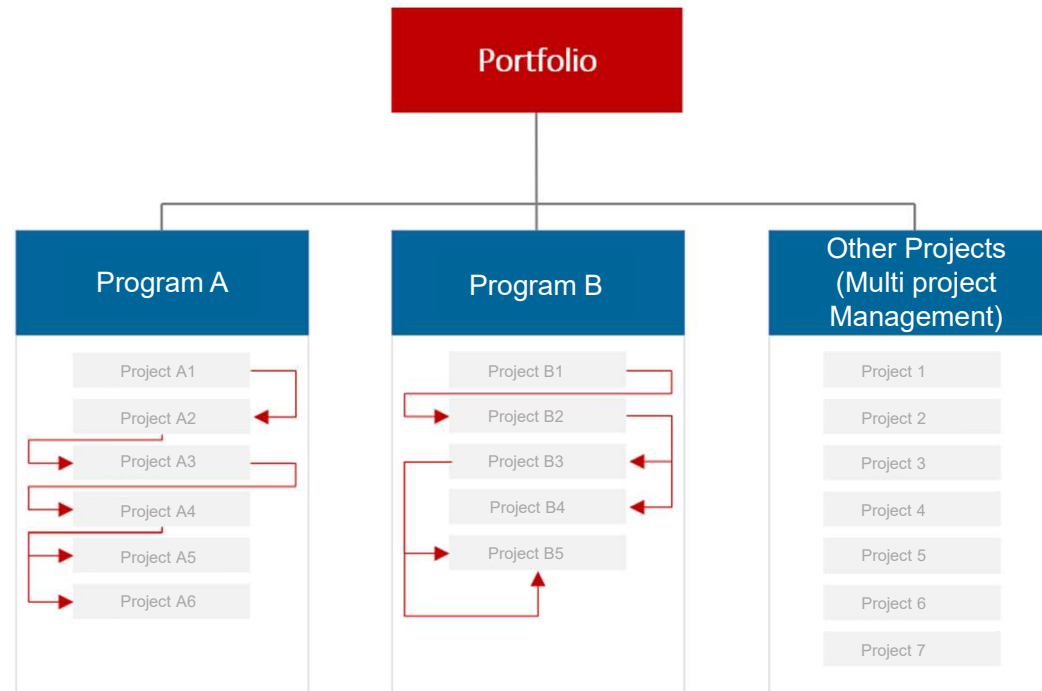 Portfolio
Program A
Project A1
Project A2
Project A3
Project A4
Project A5
Project A6
Program B
Project B1
Project B2
Project B3
Project B4
Project B5
Other Projects
(Multi project
Management)
Project 1
Project 2
Project 3
Project 4
Project 5
Project 6
Project 7